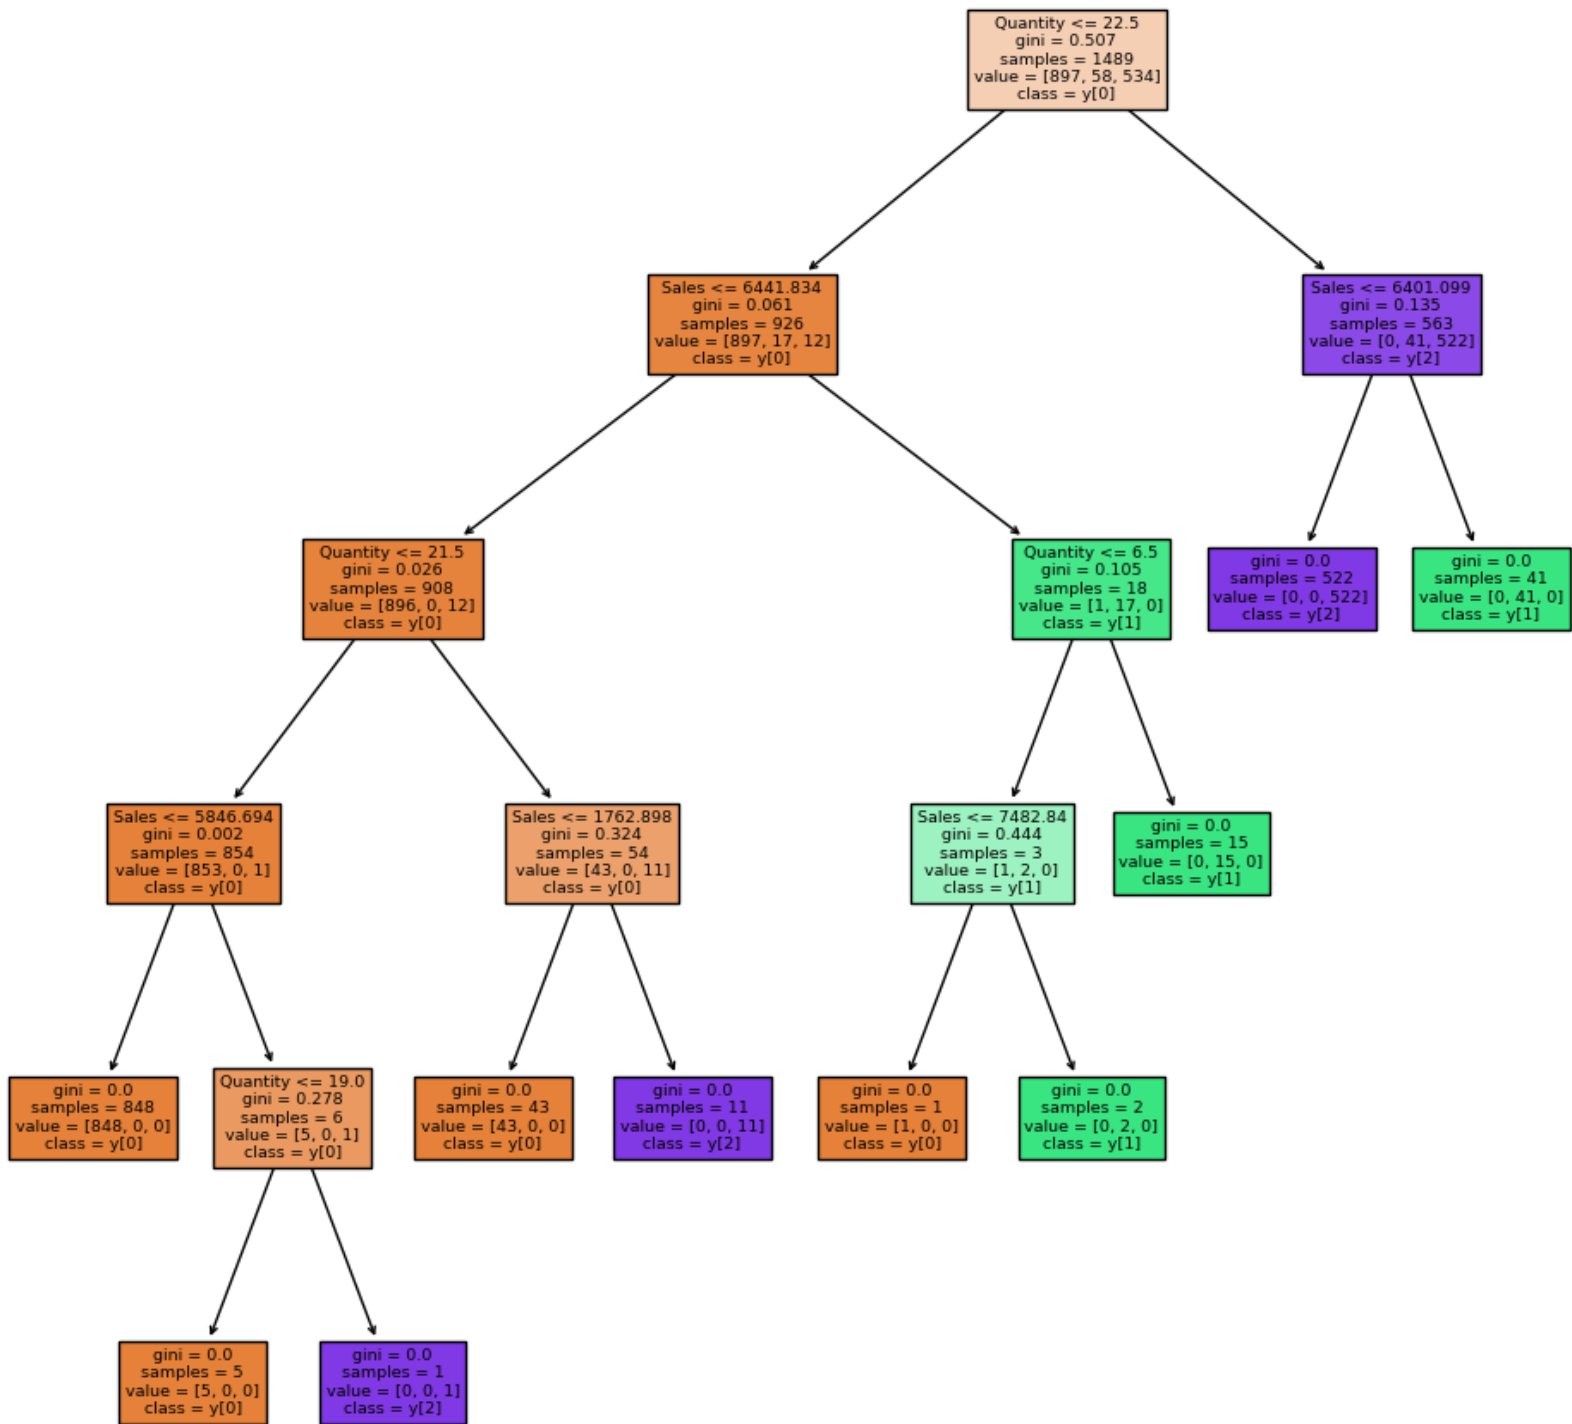 Quantity <= 22.5
gini = 0.507
samples = 1489
value = [897, 58, 534]
class = y[0]
Sales <= 6441.834
gini = 0.061
samples = 926
value = [897, 17, 12]
class = y[0]
Sales <= 6401.099
gini = 0.135
samples = 563
value = [0, 41, 522]
class = y[2]
Quantity <= 21.5
gini = 0.026
samples = 908
value = [896, 0, 12]
class = y[0]
Quantity <= 6.5
gini = 0.105
samples = 18
value = [1, 17, 0]
class = y[1]
gini = 0.0
samples = 522
value = [0, 0, 522]
class = y[2]
gini = 0.0
samples = 41
value = [0, 41, 0]
class = y[1]
Sales <= 5846.694
gini = 0.002
samples = 854
value = [853, 0, 1]
class = y[0]
Sales <= 1762.898
gini = 0.324
samples = 54
value = [43, 0, 11]
class = y[0]
Sales <= 7482.84
gini = 0.444
samples = 3
value = [1, 2, 0]
class = y[1]
gini = 0.0
samples = 15
value = [0, 15, 0]
class = y[1]
gini = 0.0
samples = 848
value = [848, 0, 0]
class = y[0]
Quantity <= 19.0
gini = 0.278
samples = 6
value = [5, 0, 1]
class = y[0]
gini = 0.0
samples = 43
value = [43, 0, 0]
class = y[0]
gini = 0.0
samples = 11
value = [0, 0, 11]
class = y[2]
gini = 0.0
samples = 1
value = [1, 0, 0]
class = y[0]
gini = 0.0
samples = 2
value = [0, 2, 0]
class = y[1]
gini = 0.0
samples = 5
value = [5, 0, 0]
class = y[0]
gini = 0.0
samples = 1
value = [0, 0, 1]
class = y[2]